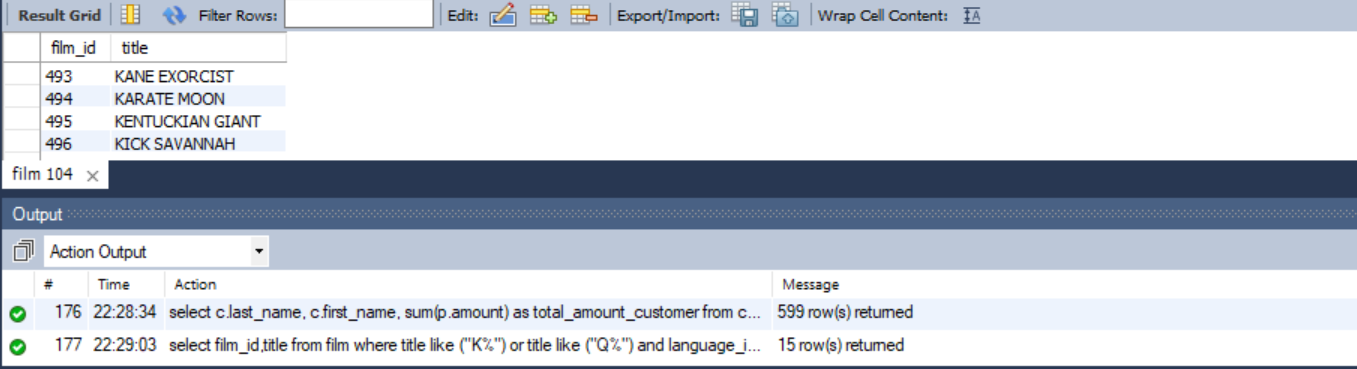 Result Grid Filter Rows: Edit: Export/Import: Wrap Cell Content:
film_id title
493 KANE EXORCIST
494 KARATE MOON
495 KENTUCKIAN GIANT
496 KICK SAVANNAH
film 104
Output
Action Output
# Time Action Message
176 22:28:34 select c.last_name, c.first_name, sum(p.amount) as total_amount_customer from c... 599 row(s) returned
177 22:29:03 select film_id,title from film where title like ("K%") or title like ("Q%") and language_i... 15 row(s) returned